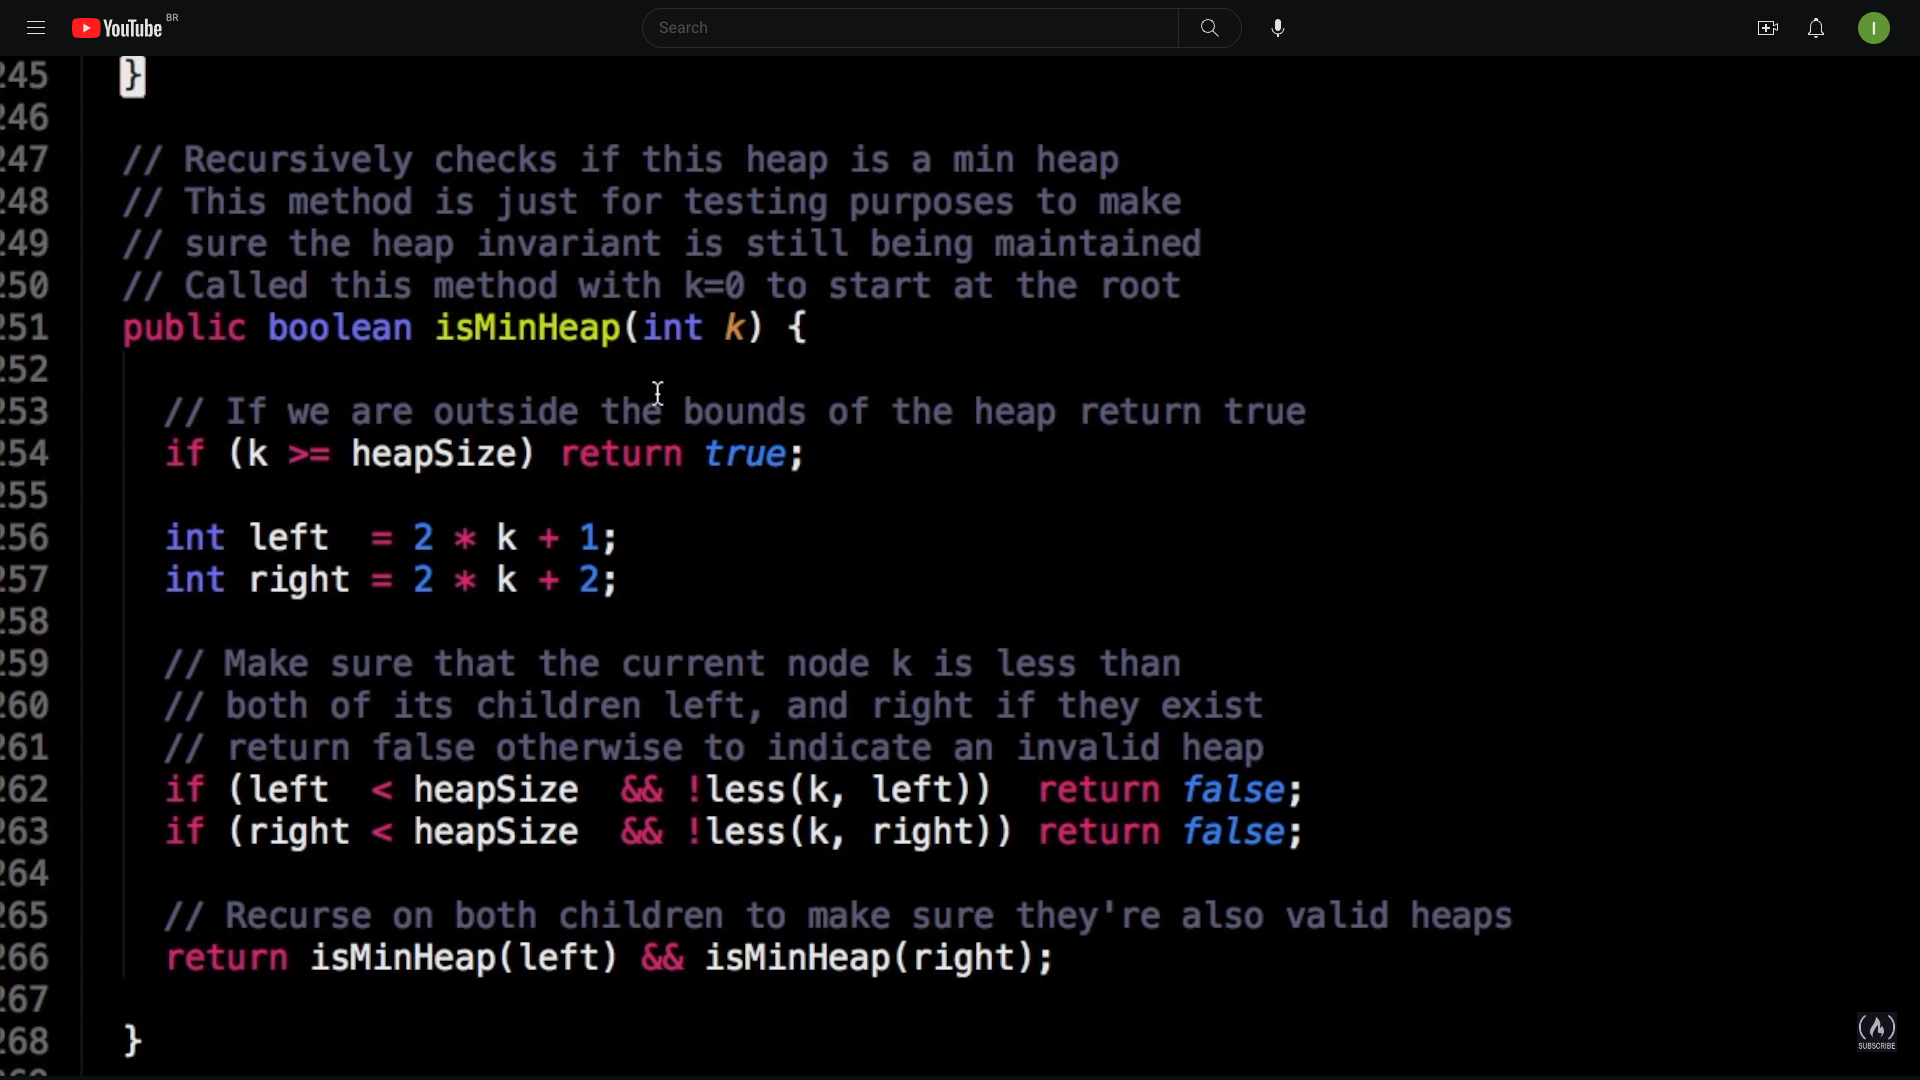 YouTube BR
Search
I
245 }
246
247 // Recursively checks if this heap is a min heap
248 // This method is just for testing purposes to make
249 // sure the heap invariant is still being maintained
250 // Called this method with k=0 to start at the root
251 public boolean isMinHeap(int k) {
252
253 // If we are outside the bounds of the heap return true
254 if (k >= heapSize) return true;
255
256 int left = 2 * k + 1;
257 int right = 2 * k + 2;
258
259 // Make sure that the current node k is less than
260 // both of its children left, and right if they exist
261 // return false otherwise to indicate an invalid heap
262 if (left < heapSize && !less(k, left)) return false;
263 if (right < heapSize && !less(k, right)) return false;
264
265 // Recurse on both children to make sure they're also valid heaps
266 return isMinHeap(left) && isMinHeap(right);
267
268 }
SUBSCRIBE